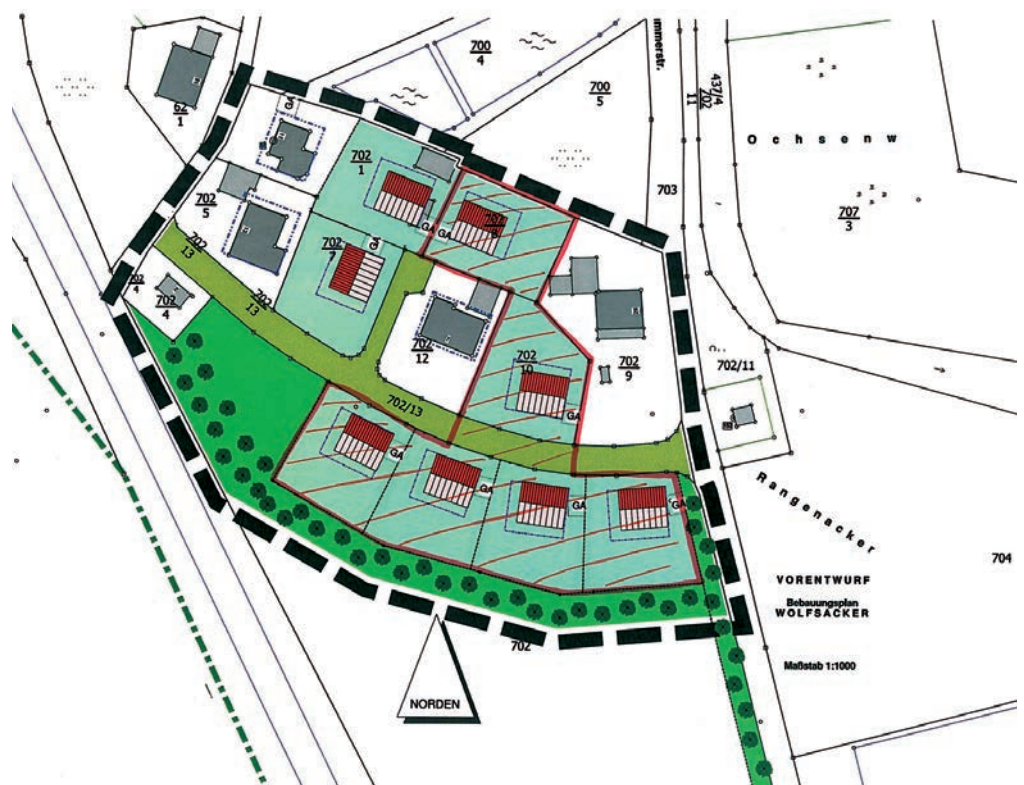 700
4
700
5
immerstr.
437/4
702
11
Ochsenw
62
1
702
1
703
707
3
702
5
702
8
GA
GA
GA
GA
GA
702
7
702
13
702
13
702
4
702
4
702
12
702
10
702
9
702/11
702/13
GA
GA
GA
GA
GA
Rangenacker
704
VORENTWURF
Bebauungsplan
WOLFSACKER
Maßstab 1:1000
702
NORDEN